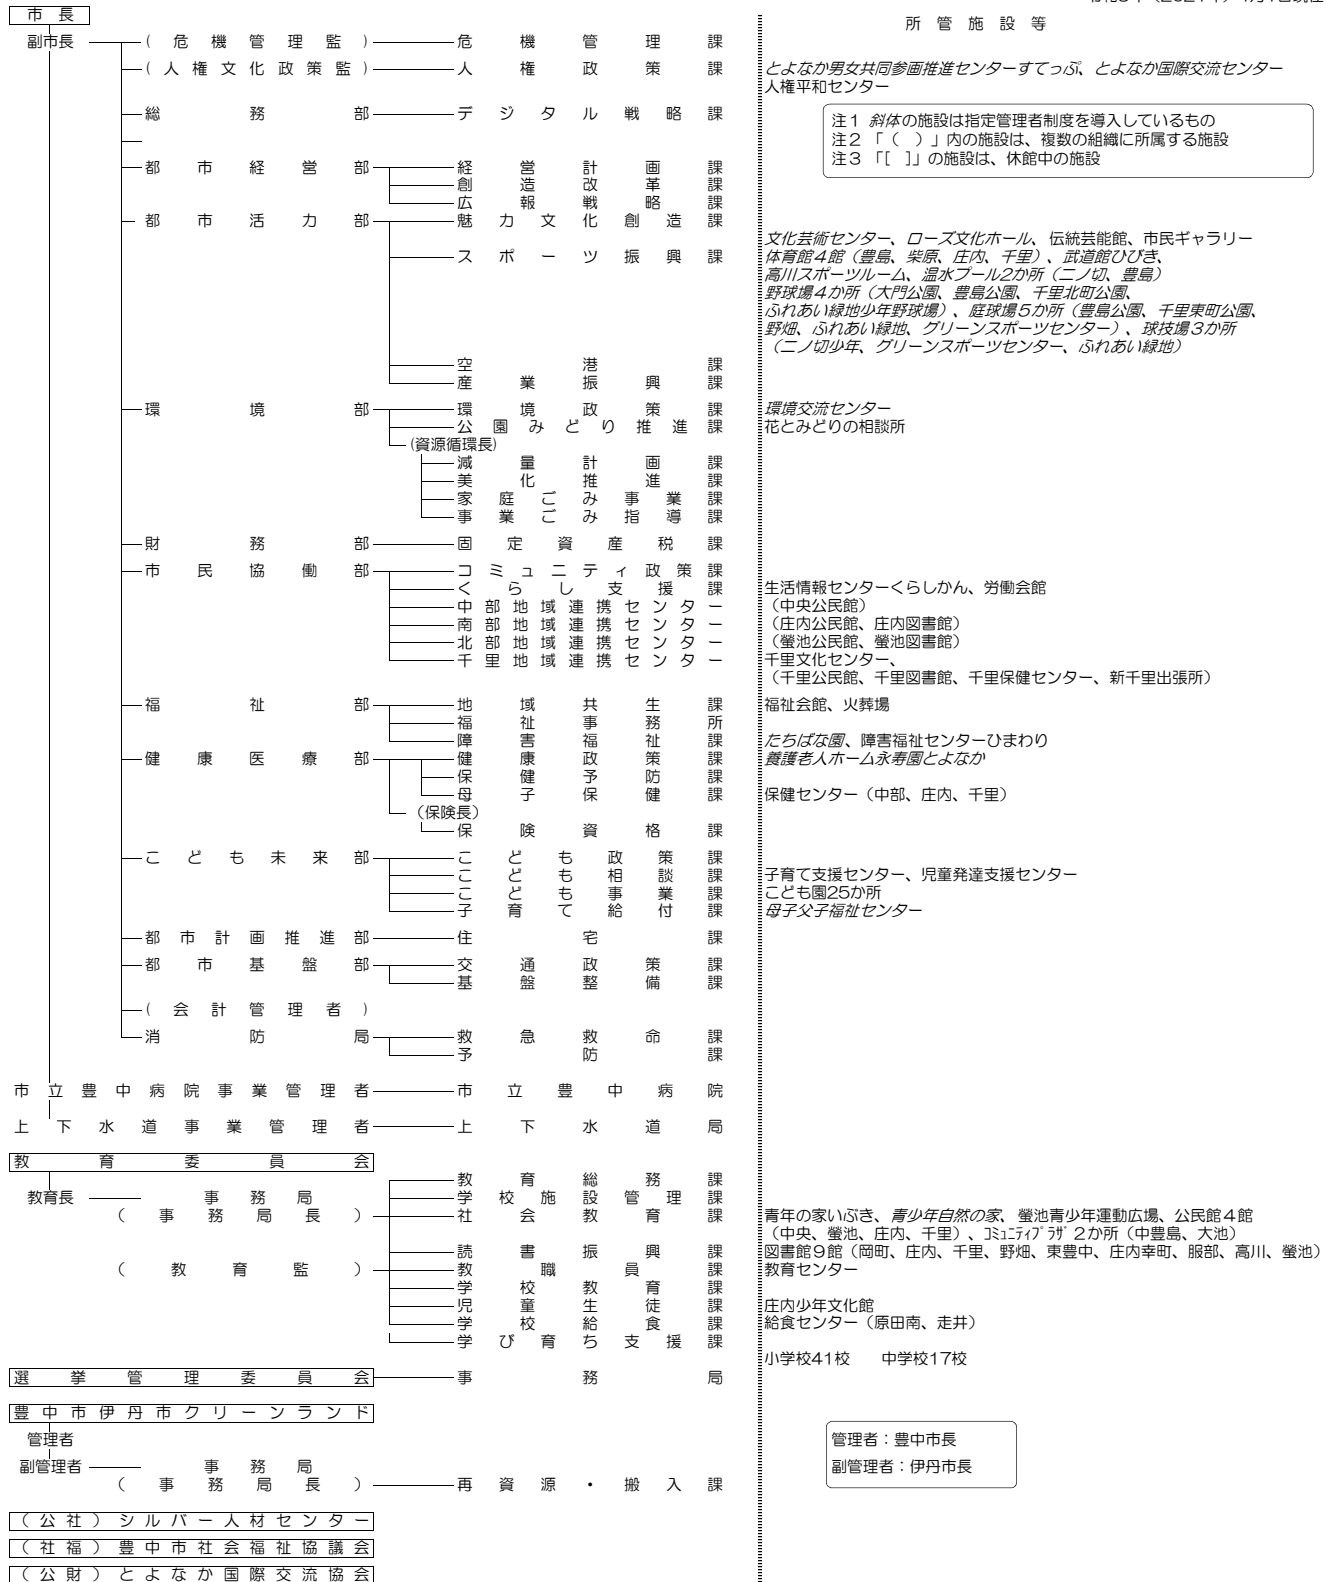 市長
所管施設等
副市長 (危機管理監) 危機管理課
(人権文化政策監) 人権政策課 とよなか男女共同参画推進センターすてっぷ、とよなか国際交流センター
人権平和センター
総務部 デジタル戦略課
注1 斜体の施設は指定管理者制度を導入しているもの
注2 「( )」内の施設は、複数の組織に所属する施設
注3 「[ ]」の施設は、休館中の施設
都市経営部 経営計画課
創造改革課
広報戦略課
都市活力部 魅力文化創造課
文化芸術センター、ローズ文化ホール、伝統芸能館、市民ギャラリー
スポーツ振興課 体育館4館(豊島、柴原、庄内、千里)、武道館ひびき、
高川スポーツルーム、温水プール2か所(二ノ切、豊島)
野球場4か所(大門公園、豊島公園、千里北町公園、
ふれあい緑地少年野球場)、庭球場5か所(豊島公園、千里東町公園、
野畑、ふれあい緑地、グリーンスポーツセンター)、球技場3か所
(二ノ切少年、グリーンスポーツセンター、ふれあい緑地)
空港課
産業振興課
環境部 環境政策課 環境交流センター
公園みどり推進課 花とみどりの相談所
(資源循環長)
減量計画課
美化推進課
家庭ごみ事業課
事業ごみ指導課
財務部 固定資産税課
市民協働部 コミュニティ政策課
くらし支援課 生活情報センターくらしかん、労働会館
中部地域連携センター (中央公民館)
南部地域連携センター (庄内公民館、庄内図書館)
北部地域連携センター (螢池公民館、螢池図書館)
千里地域連携センター 千里文化センター、
(千里公民館、千里図書館、千里保健センター、新千里出張所)
福祉部 地域共生課 福祉会館、火葬場
福祉事務所
障害福祉課 たちばな園、障害福祉センターひまわり
健康医療部 健康政策課 養護老人ホーム永寿園とよなか
保健予防課
母子保健課 保健センター(中部、庄内、千里)
(保険長)
保険資格課
こども未来部 こども政策課
こども相談課 子育て支援センター、児童発達支援センター
こども事業課 こども園25か所
子育て給付課 母子父子福祉センター
都市計画推進部 住宅課
都市基盤部 交通政策課
基盤整備課
(会計管理者)
消防局 救急救命課
予防課
市立豊中病院事業管理者 市立豊中病院
上下水道事業管理者 上下水道局
教育委員会
教育総務課
教育長 事務局 学校施設管理課
(事務局長) 社会教育課 青年の家いぶき、青少年自然の家、螢池青少年運動広場、公民館4館
(中央、螢池、庄内、千里)、コミュニティプラザ2か所(中豊島、大池)
読書振興課 図書館9館(岡町、庄内、千里、野畑、東豊中、庄内幸町、服部、高川、螢池)
(教育監) 教職員課 教育センター
学校教育課
児童生徒課 庄内少年文化館
学校給食課 給食センター(原田南、走井)
学び育ち支援課
小学校41校 中学校17校
選挙管理委員会 事務局
豊中市伊丹市クリーンランド
管理者
管理者:豊中市長
副管理者 事務局 副管理者:伊丹市長
(事務局長) 再資源・搬入課
(公社)シルバー人材センター
(社福)豊中市社会福祉協議会
(公財)とよなか国際交流協会